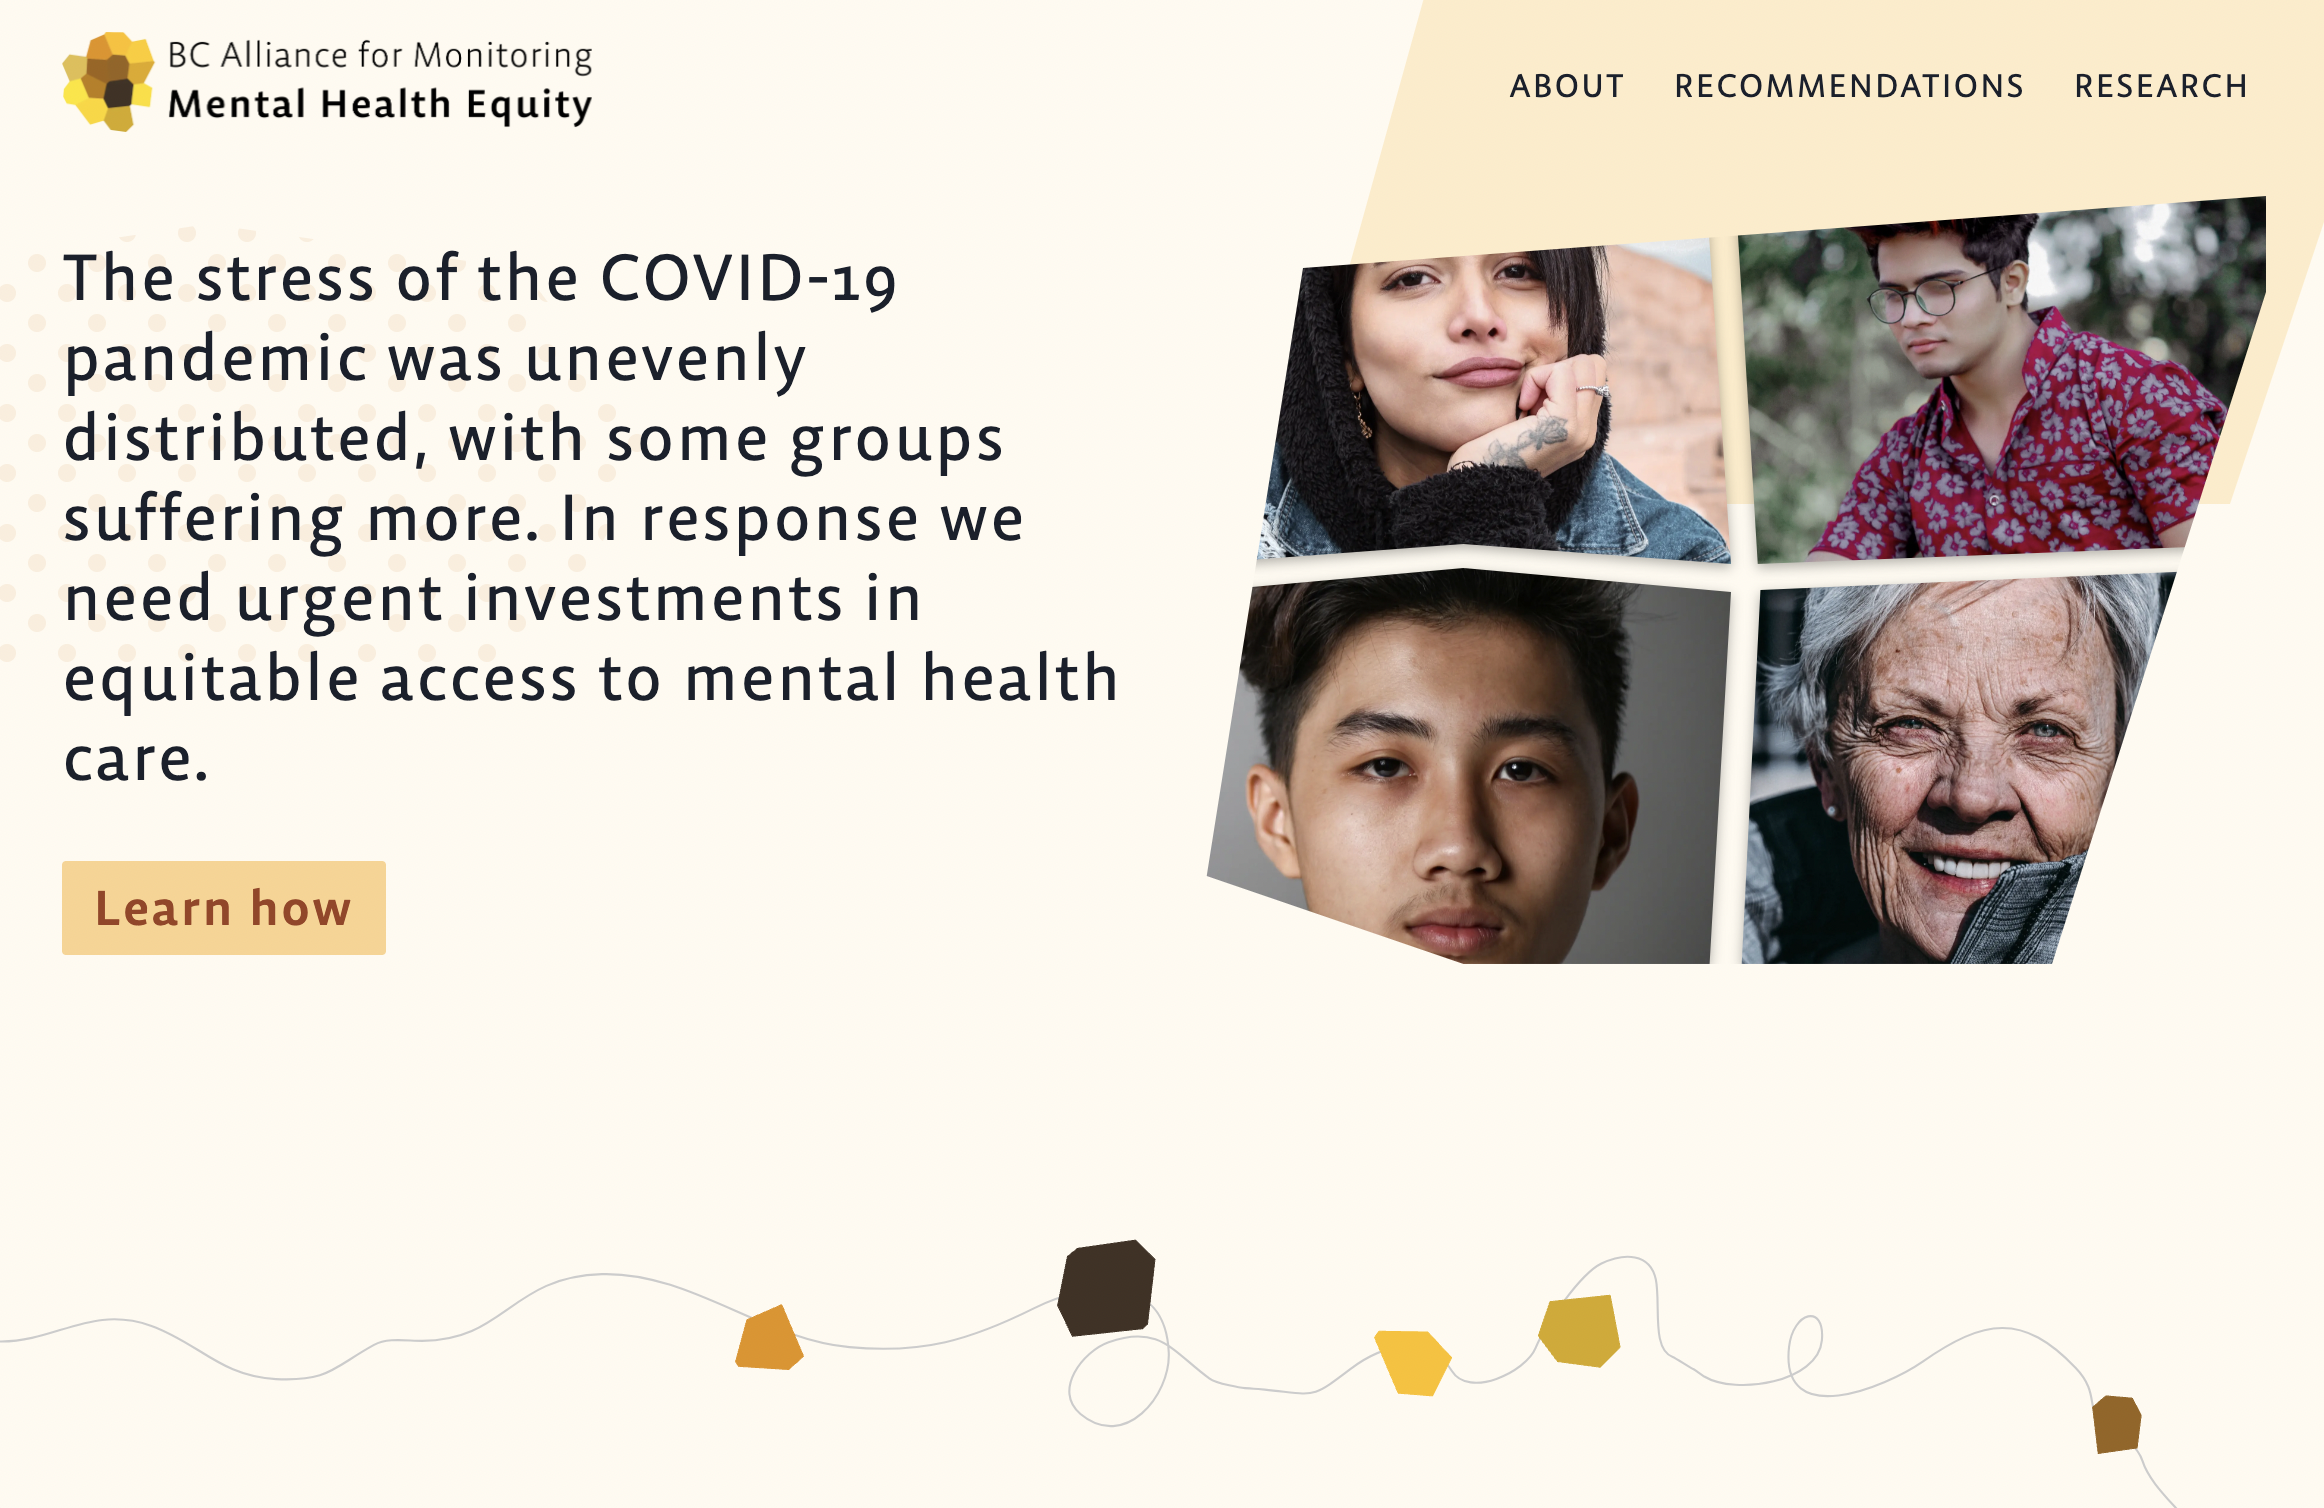 BC Alliance for Monitoring
Mental Health Equity
ABOUT RECOMMENDATIONS RESEARCH
The stress of the COVID-19
pandemic was unevenly
distributed, with some groups
suffering more. In response we
need urgent investments in
equitable access to mental health
care.
Learn how